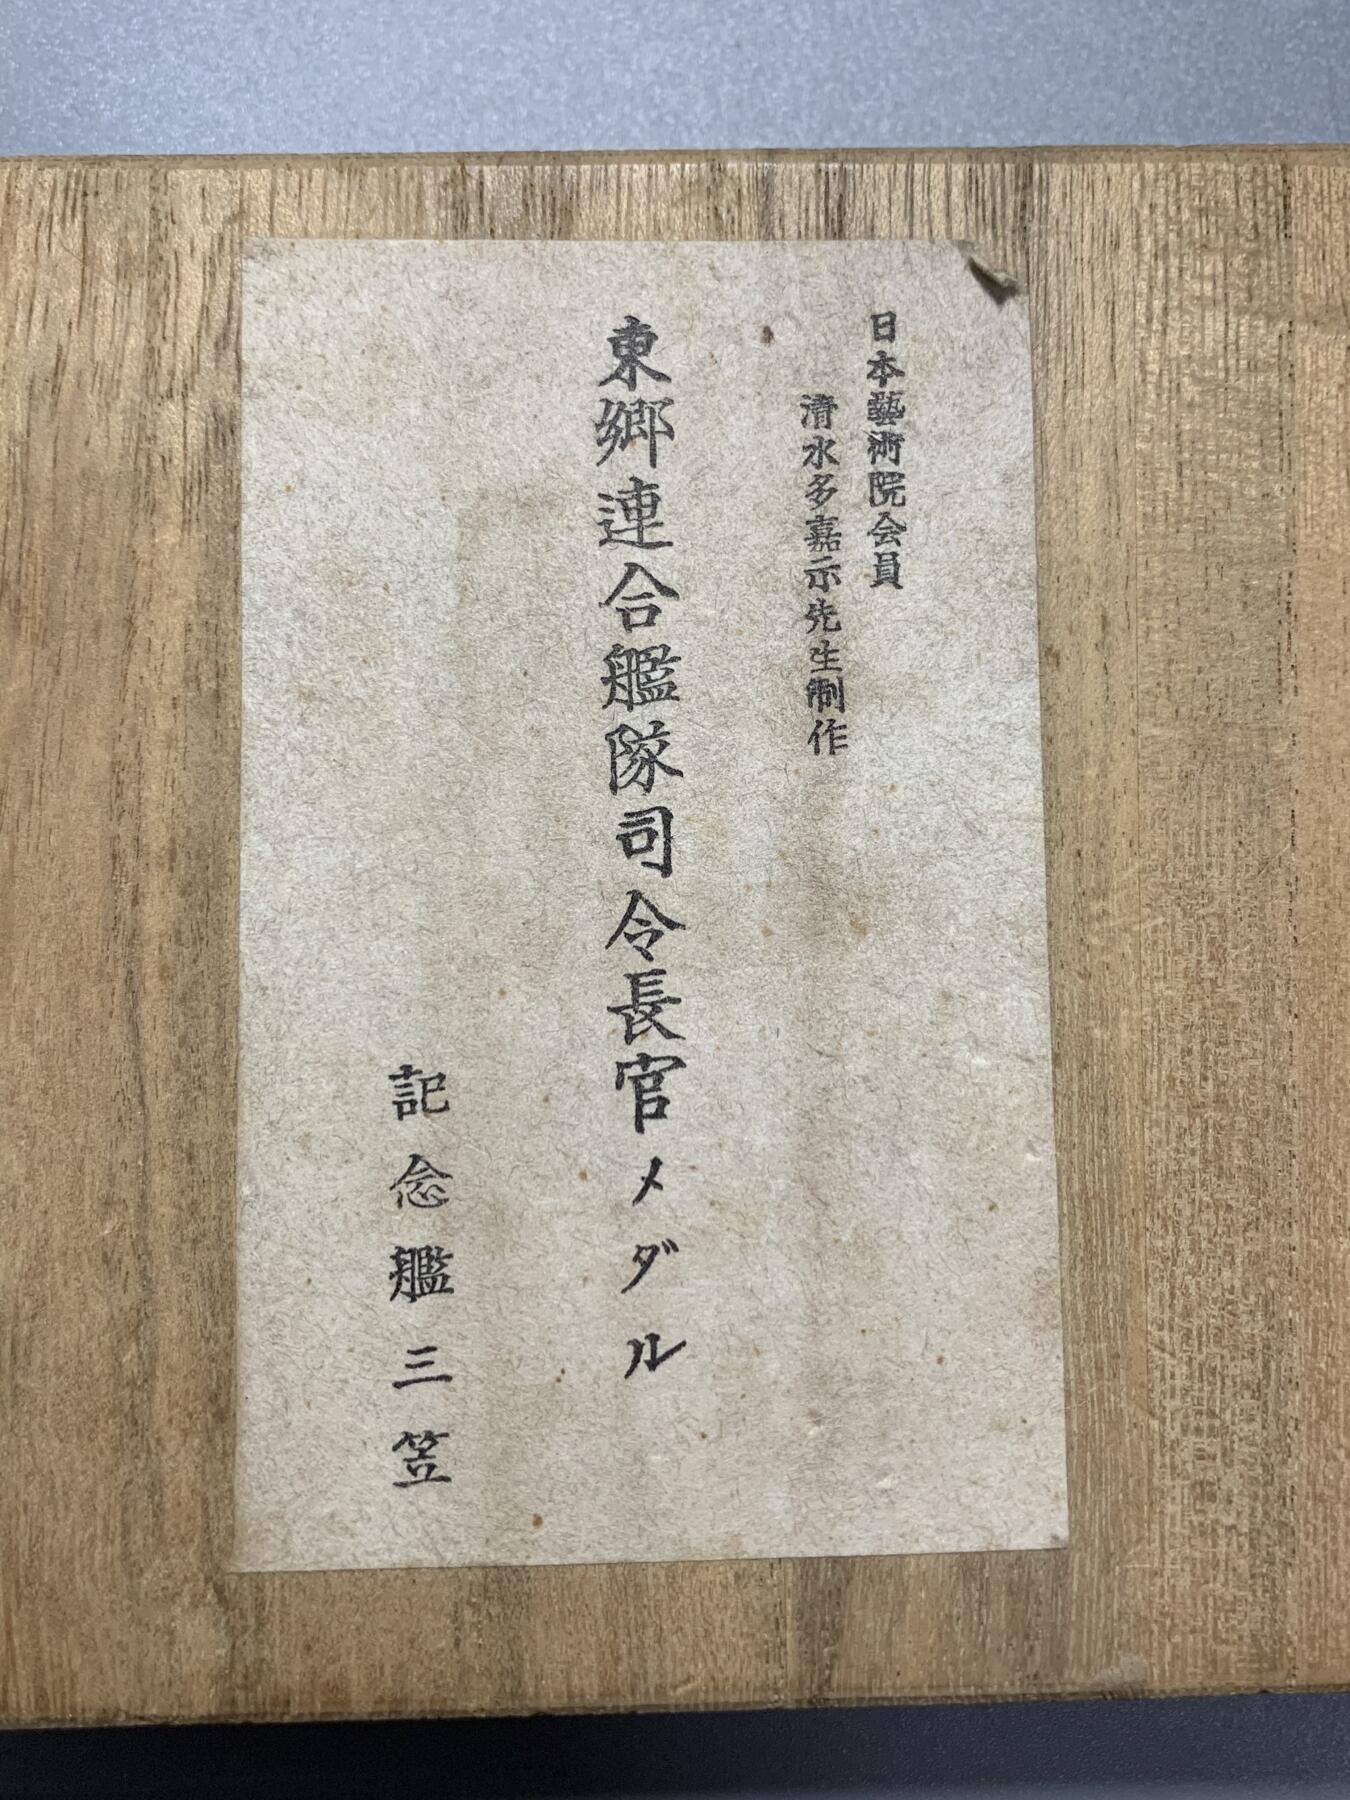 日本藝術院会員
清水多嘉示先生制作
東郷連合艦隊司令長官メダル
記念艦三笠